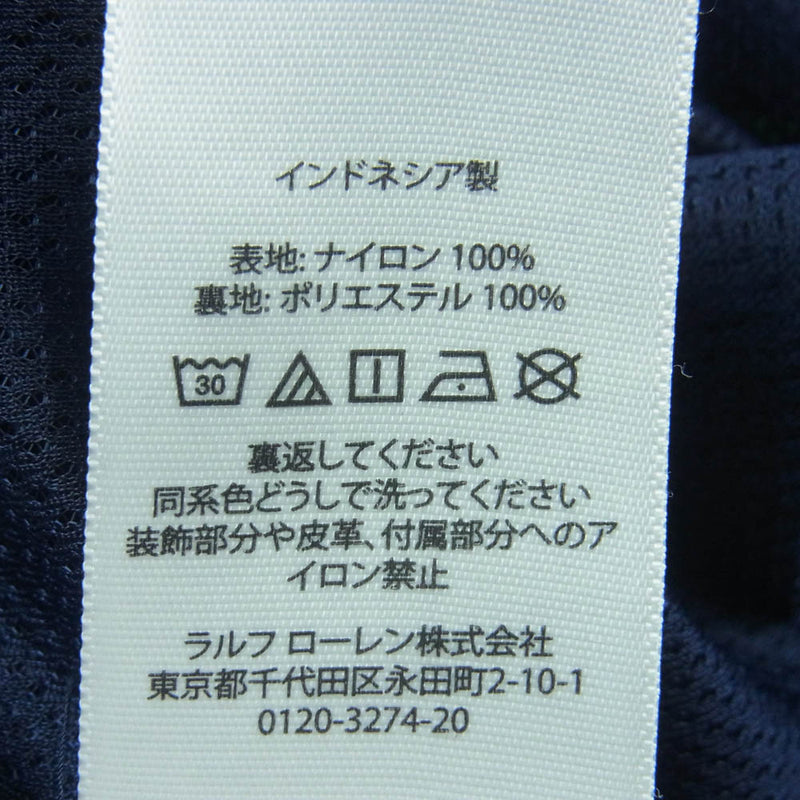 インドネシア製
表地: ナイロン 100%
裏地: ポリエステル 100%
30
裏返してください
同系色どうしで洗ってください
装飾部分や皮革、付属部分へのア
イロン禁止
ラルフ ローレン株式会社
東京都千代田区永田町2-10-1
0120-3274-20